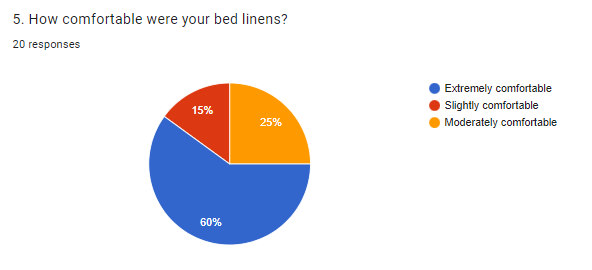 5. How comfortable were your bed linens?
20 responses
15%
25%
60%
Extremely comfortable
Slightly comfortable
Moderately comfortable